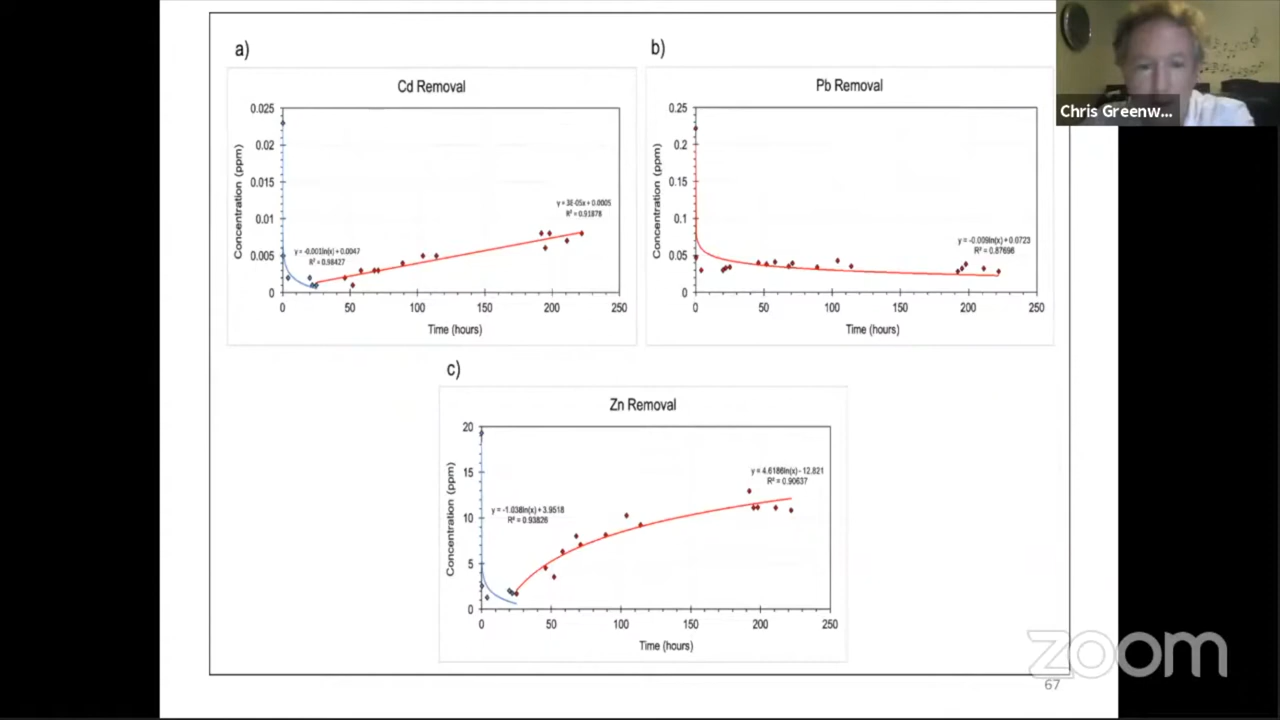 a)
Cd Removal
0.025
0.02
0.015
0.01
0.005
0
Concentration (ppm)
y = 3E-05x + 0.0005
R² = 0.91878
y = -0.001ln(x) + 0.0047
R² = 0.98427
0 50 100 150 200 250
Time (hours)
b)
Pb Removal
0.25
0.2
0.15
0.1
0.05
0
Concentration (ppm)
y = -0.009ln(x) + 0.0723
R² = 0.87696
0 50 100 150 200 250
Time (hours)
Chris Greenw...
c)
Zn Removal
20
15
10
5
0
Concentration (ppm)
y = 4.6186ln(x) - 12.821
R² = 0.90637
y = -1.038ln(x) + 3.9518
R² = 0.93826
0 50 100 150 200 250
Time (hours)
zoom
67